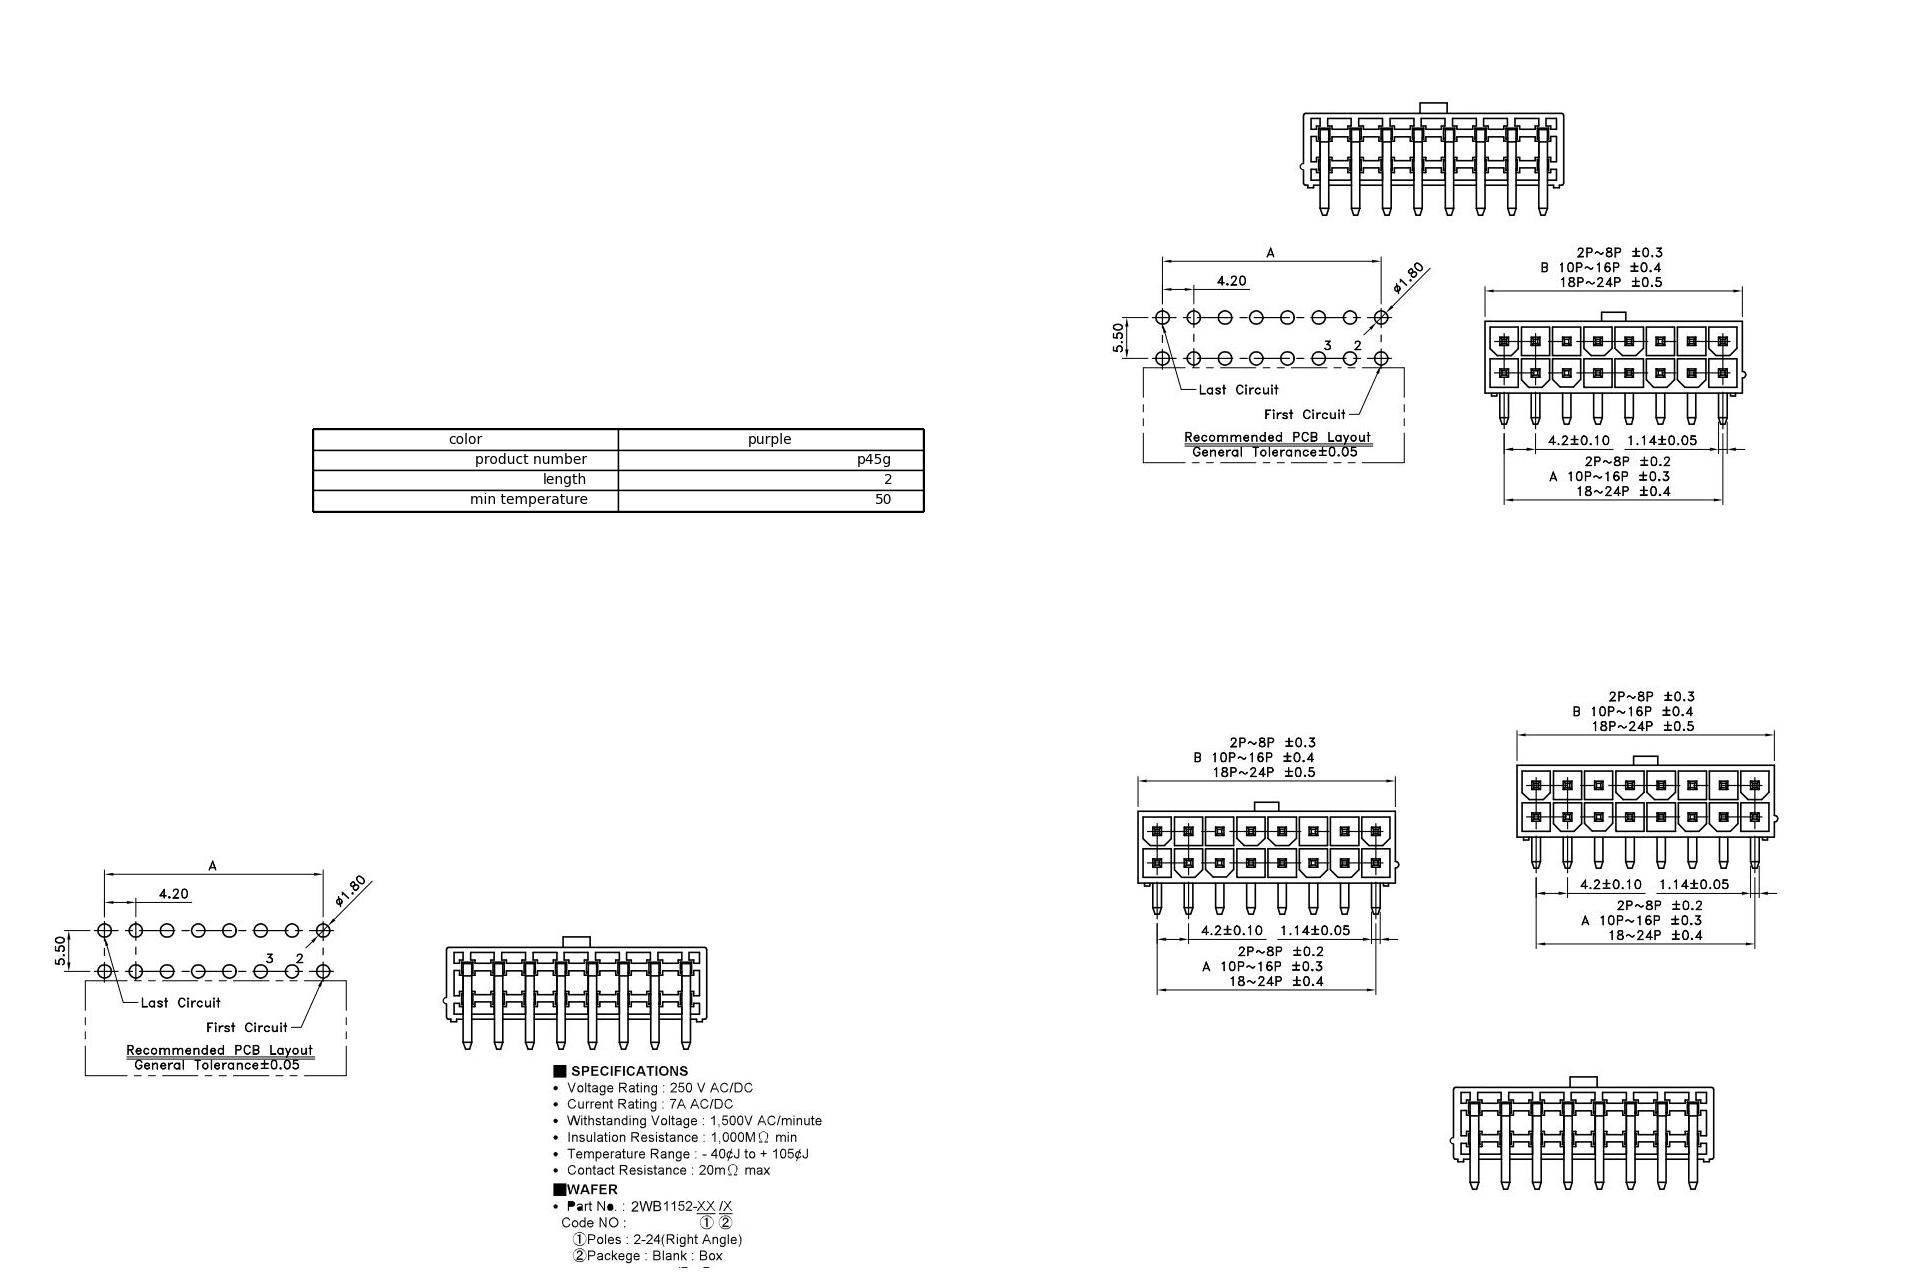 A
4.20
ø1.80
5.50
3 2
Last Circuit
First Circuit
Recommended PCB Layout
General Tolerance±0.05
2P~8P ±0.3
B 10P~16P ±0.4
18P~24P ±0.5
4.2±0.10 1.14±0.05
2P~8P ±0.2
A 10P~16P ±0.3
18~24P ±0.4
color purple
product number p45g
length 2
min temperature 50
2P~8P ±0.3
B 10P~16P ±0.4
18P~24P ±0.5
4.2±0.10 1.14±0.05
2P~8P ±0.2
A 10P~16P ±0.3
18~24P ±0.4
2P~8P ±0.3
B 10P~16P ±0.4
18P~24P ±0.5
4.2±0.10 1.14±0.05
2P~8P ±0.2
A 10P~16P ±0.3
18~24P ±0.4
A
4.20
ø1.80
5.50
3 2
Last Circuit
First Circuit
Recommended PCB Layout
General Tolerance±0.05
■ SPECIFICATIONS
• Voltage Rating : 250 V AC/DC
• Current Rating : 7A AC/DC
• Withstanding Voltage : 1,500V AC/minute
• Insulation Resistance : 1,000MΩ min
• Temperature Range : - 40¢J to + 105¢J
• Contact Resistance : 20mΩ max
■WAFER
• Part No. : 2WB1152-XX /X
Code NO : ① ②
①Poles : 2-24(Right Angle)
②Packege : Blank : Box